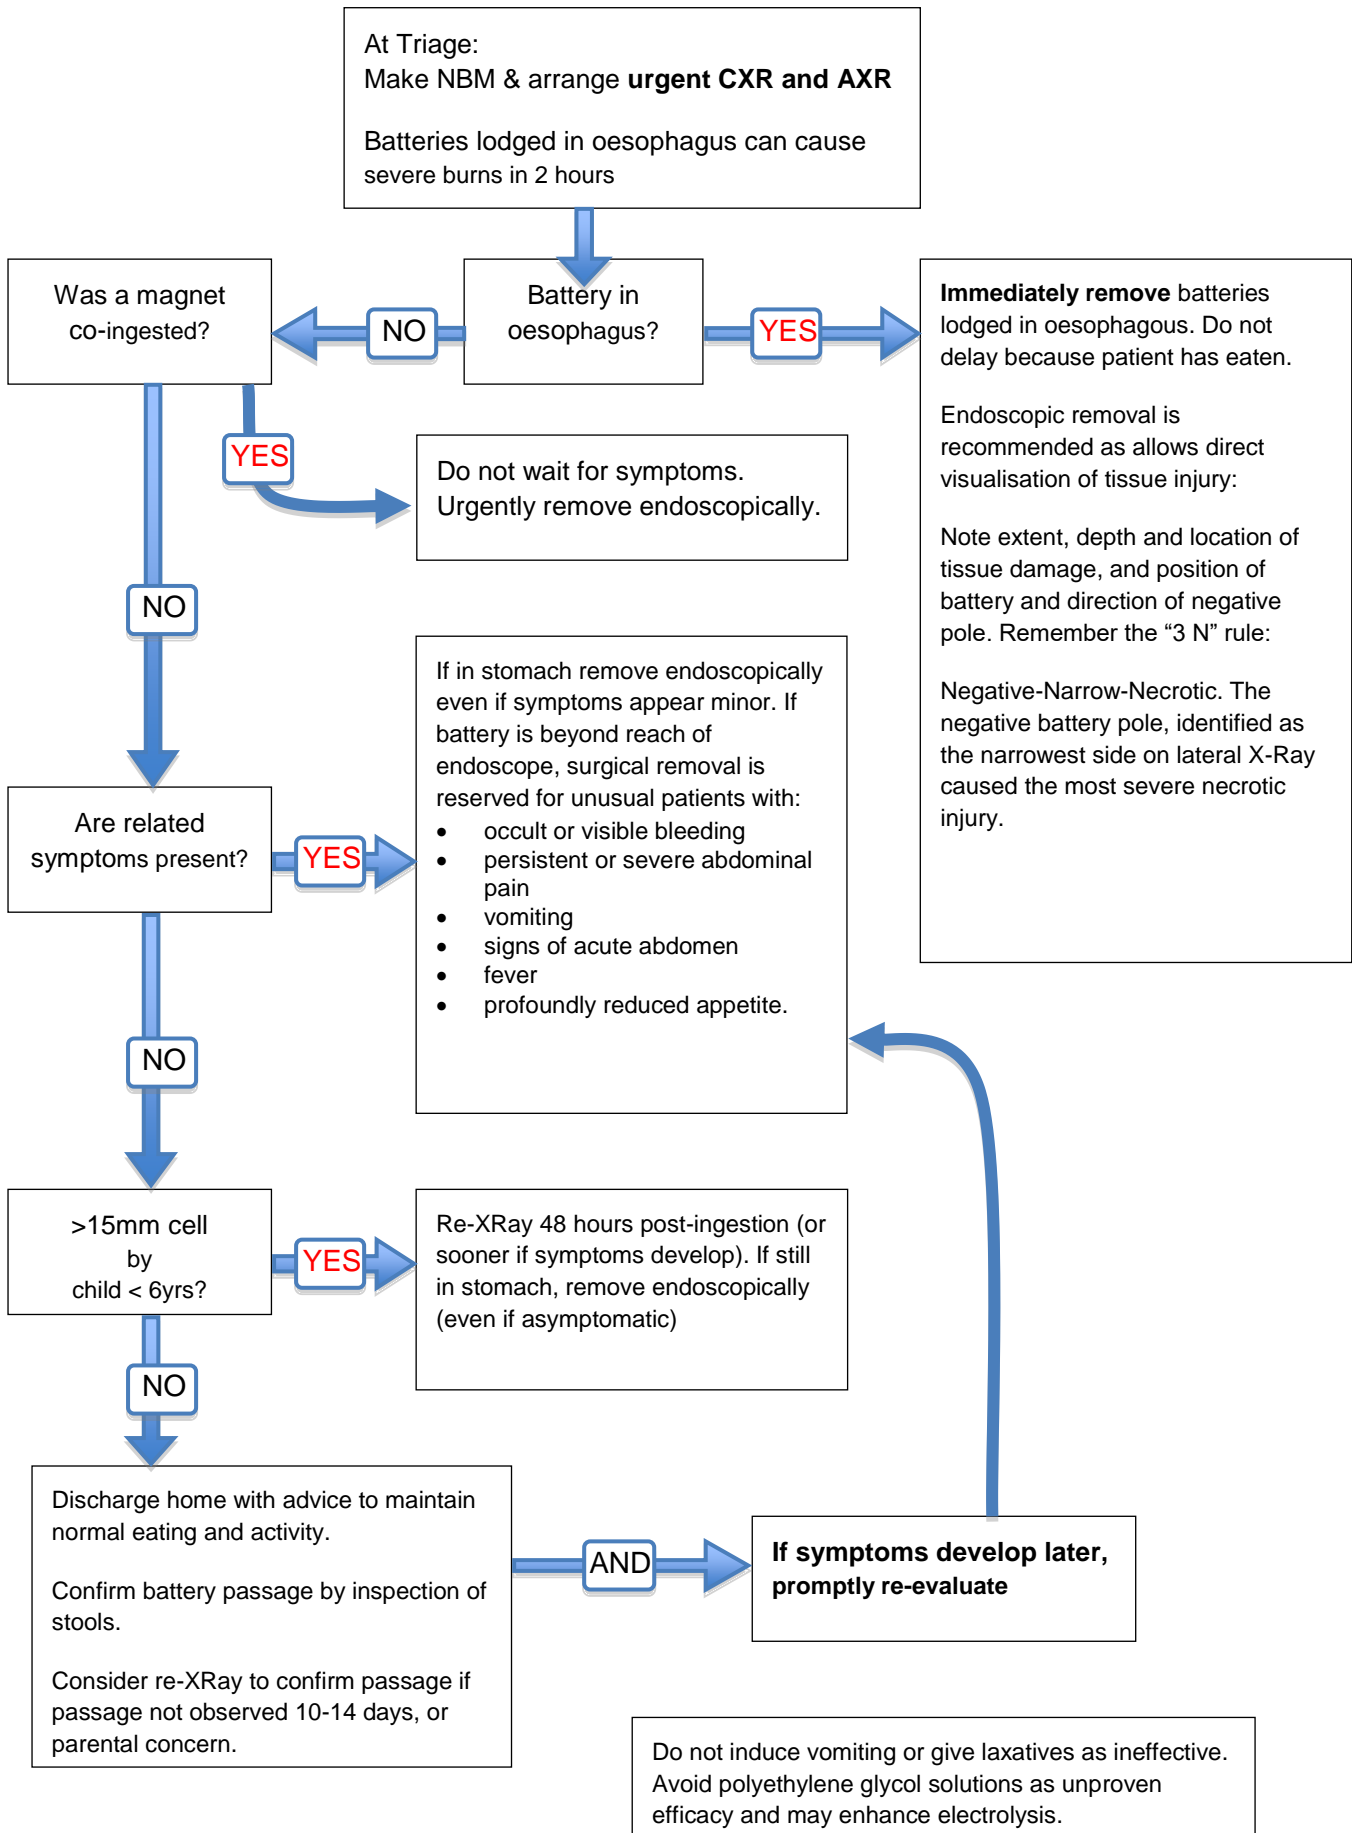 At Triage:
Make NBM & arrange urgent CXR and AXR
Batteries lodged in oesophagus can cause
severe burns in 2 hours
Was a magnet
co-ingested?
NO
Battery in
oesophagus?
YES
Immediately remove batteries
lodged in oesophagous. Do not
delay because patient has eaten.
Endoscopic removal is
recommended as allows direct
visualisation of tissue injury:
Note extent, depth and location of
tissue damage, and position of
battery and direction of negative
pole. Remember the “3 N” rule:
Negative-Narrow-Necrotic. The
negative battery pole, identified as
the narrowest side on lateral X-Ray
caused the most severe necrotic
injury.
YES
Do not wait for symptoms.
Urgently remove endoscopically.
NO
Are related
symptoms present?
YES
If in stomach remove endoscopically
even if symptoms appear minor. If
battery is beyond reach of
endoscope, surgical removal is
reserved for unusual patients with:
• occult or visible bleeding
• persistent or severe abdominal
pain
• vomiting
• signs of acute abdomen
• fever
• profoundly reduced appetite.
NO
>15mm cell
by
child < 6yrs?
YES
Re-XRay 48 hours post-ingestion (or
sooner if symptoms develop). If still
in stomach, remove endoscopically
(even if asymptomatic)
NO
Discharge home with advice to maintain
normal eating and activity.
Confirm battery passage by inspection of
stools.
Consider re-XRay to confirm passage if
passage not observed 10-14 days, or
parental concern.
AND
If symptoms develop later,
promptly re-evaluate
Do not induce vomiting or give laxatives as ineffective.
Avoid polyethylene glycol solutions as unproven
efficacy and may enhance electrolysis.